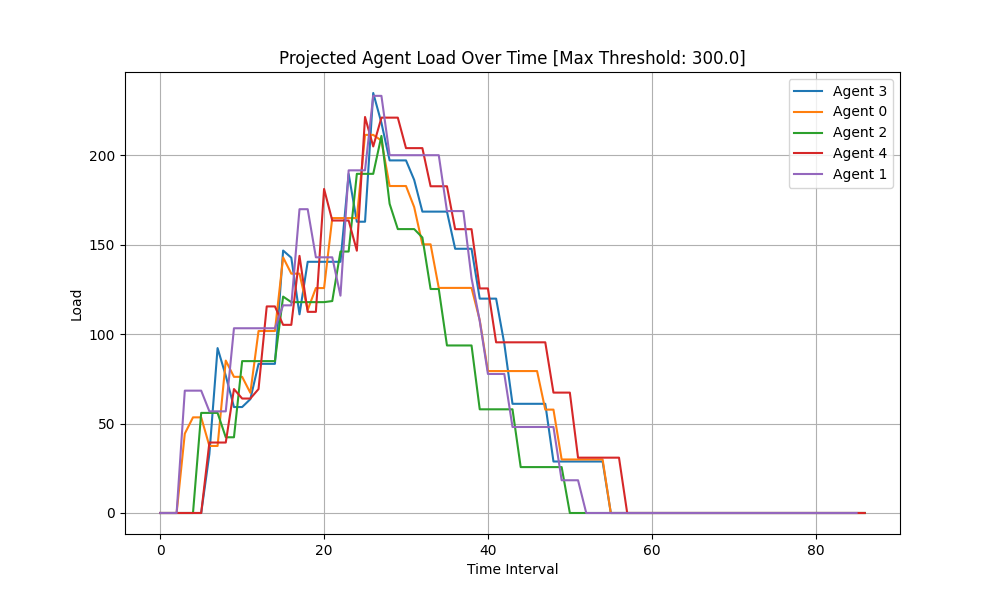 Projected Agent Load Over Time [Max Threshold: 300.0]
Load
200
150
100
50
0
0 20 40 60 80
Time Interval
Agent 3
Agent 0
Agent 2
Agent 4
Agent 1